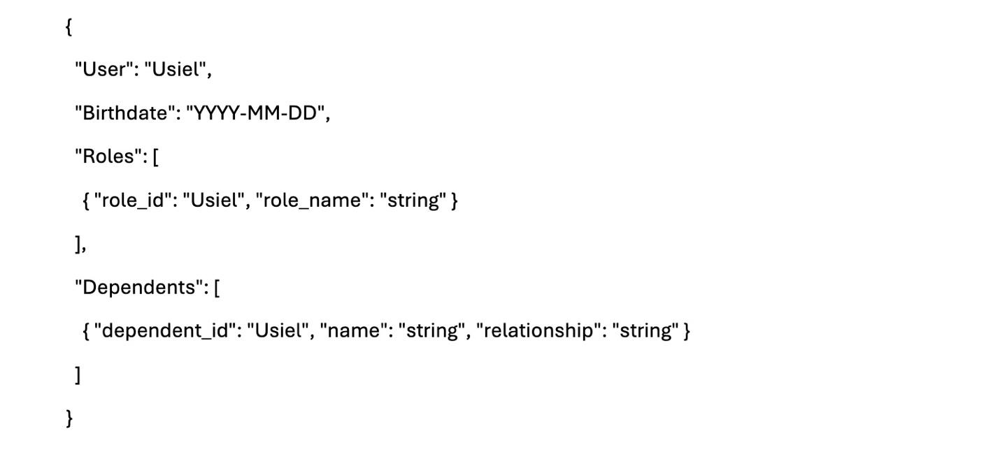 {
"User": "Usiel",
"Birthdate": "YYYY-MM-DD",
"Roles": [
{ "role_id": "Usiel", "role_name": "string" }
],
"Dependents": [
{ "dependent_id": "Usiel", "name": "string", "relationship": "string" }
]
}